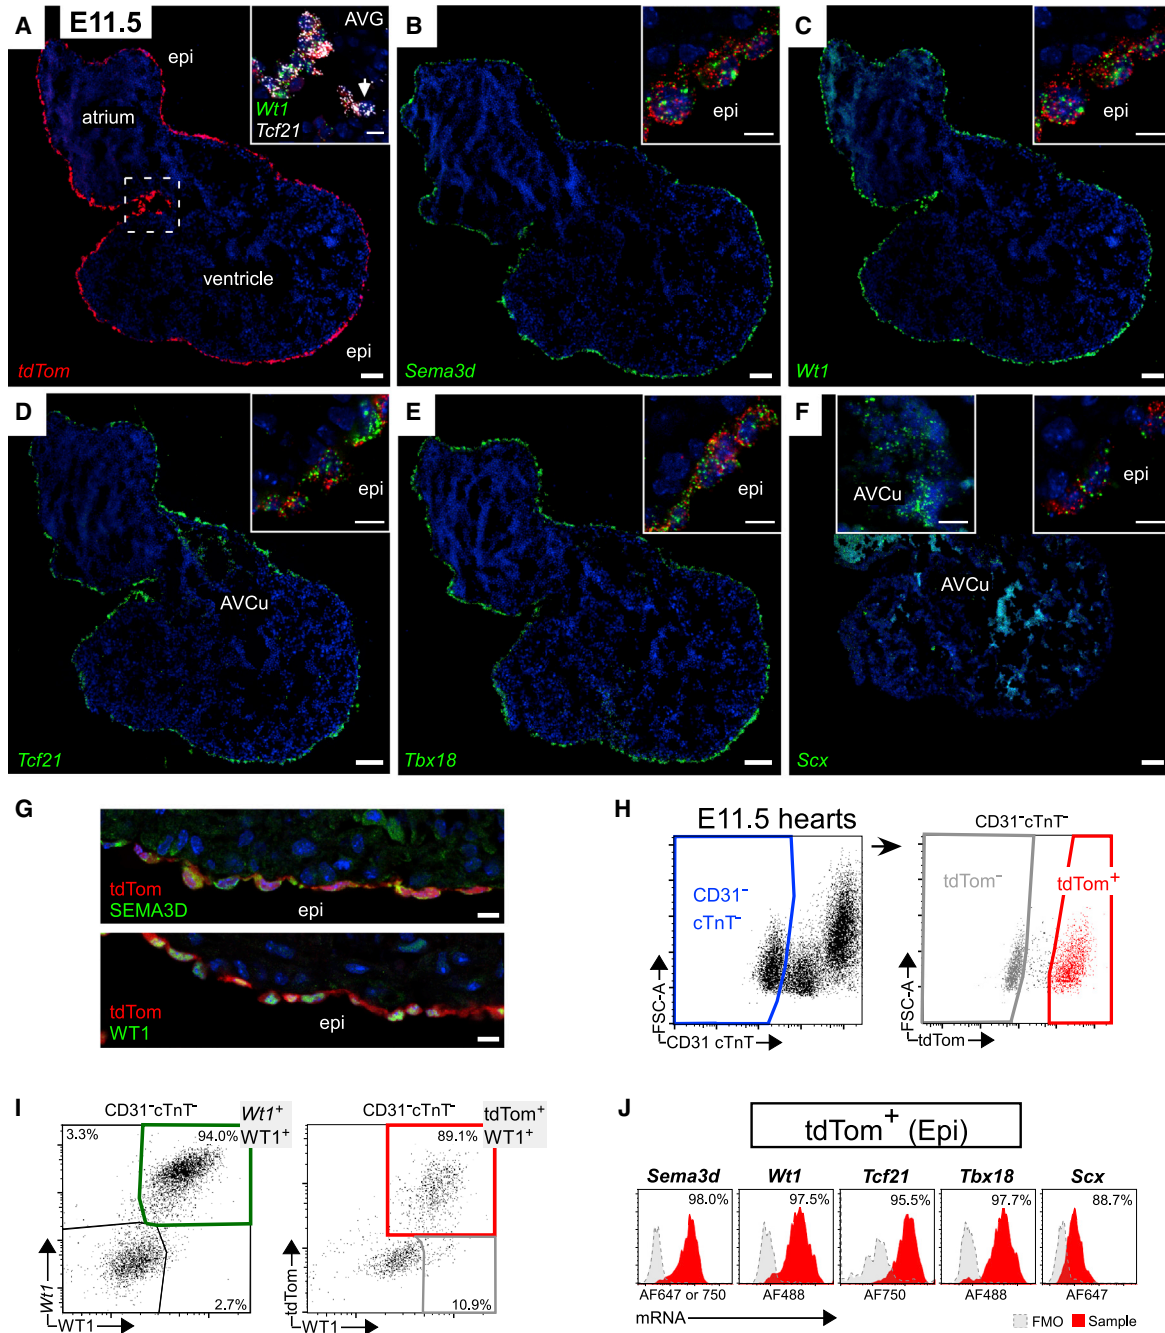 A E11.5
epi
AVG
Wt1
Tcf21
atrium
ventricle
epi
tdTom
B
epi
Sema3d
C
epi
Wt1
D
epi
AVCu
Tcf21
E
epi
Tbx18
F
AVCu
epi
AVCu
Scx
G
tdTom
SEMA3D
epi
tdTom
WT1
epi
H
E11.5 hearts
CD31⁻
cTnT⁻
FSC-A
CD31 cTnT
CD31⁻cTnT⁻
tdTom⁻
tdTom⁺
FSC-A
tdTom
I
CD31⁻cTnT⁻
Wt1⁺
WT1⁺
3.3%
94.0%
2.7%
Wt1
WT1
CD31⁻cTnT⁻
tdTom⁺
WT1⁺
89.1%
10.9%
tdTom
WT1
J
tdTom⁺ (Epi)
Sema3d Wt1 Tcf21 Tbx18 Scx
98.0% 97.5% 95.5% 97.7% 88.7%
AF647 or 750 AF488 AF750 AF488 AF647
mRNA
FMO Sample